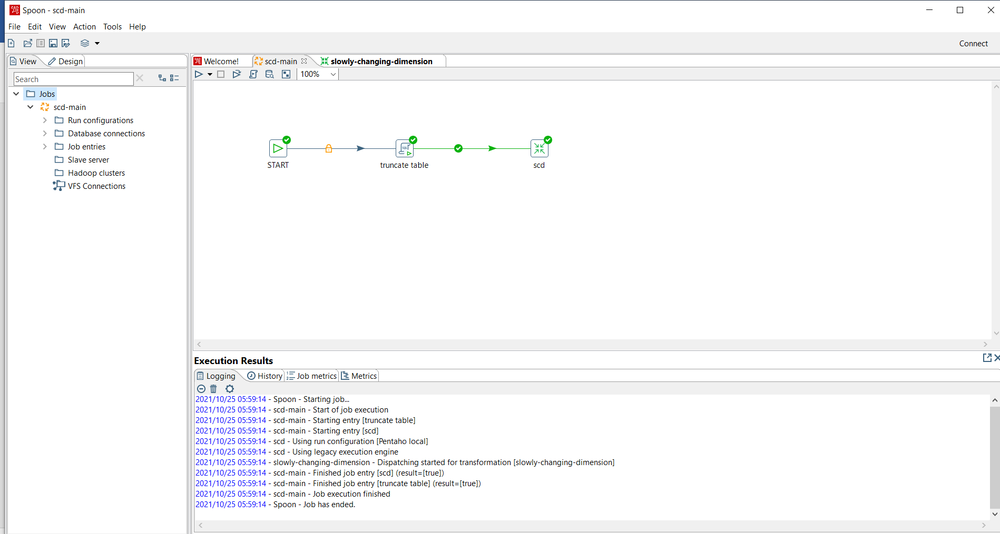 Spoon - scd-main
File Edit View Action Tools Help
Connect
View Design
Welcome! scd-main slowly-changing-dimension
Search
100%
Jobs
scd-main
Run configurations
Database connections
Job entries
Slave server
Hadoop clusters
VFS Connections
SQL
START truncate table scd
Execution Results
Logging History Job metrics Metrics
2021/10/25 05:59:14 - Spoon - Starting job...
2021/10/25 05:59:14 - scd-main - Start of job execution
2021/10/25 05:59:14 - scd-main - Starting entry [truncate table]
2021/10/25 05:59:14 - scd-main - Starting entry [scd]
2021/10/25 05:59:14 - scd - Using run configuration [Pentaho local]
2021/10/25 05:59:14 - scd - Using legacy execution engine
2021/10/25 05:59:14 - slowly-changing-dimension - Dispatching started for transformation [slowly-changing-dimension]
2021/10/25 05:59:14 - scd-main - Finished job entry [scd] (result=[true])
2021/10/25 05:59:14 - scd-main - Finished job entry [truncate table] (result=[true])
2021/10/25 05:59:14 - scd-main - Job execution finished
2021/10/25 05:59:14 - Spoon - Job has ended.